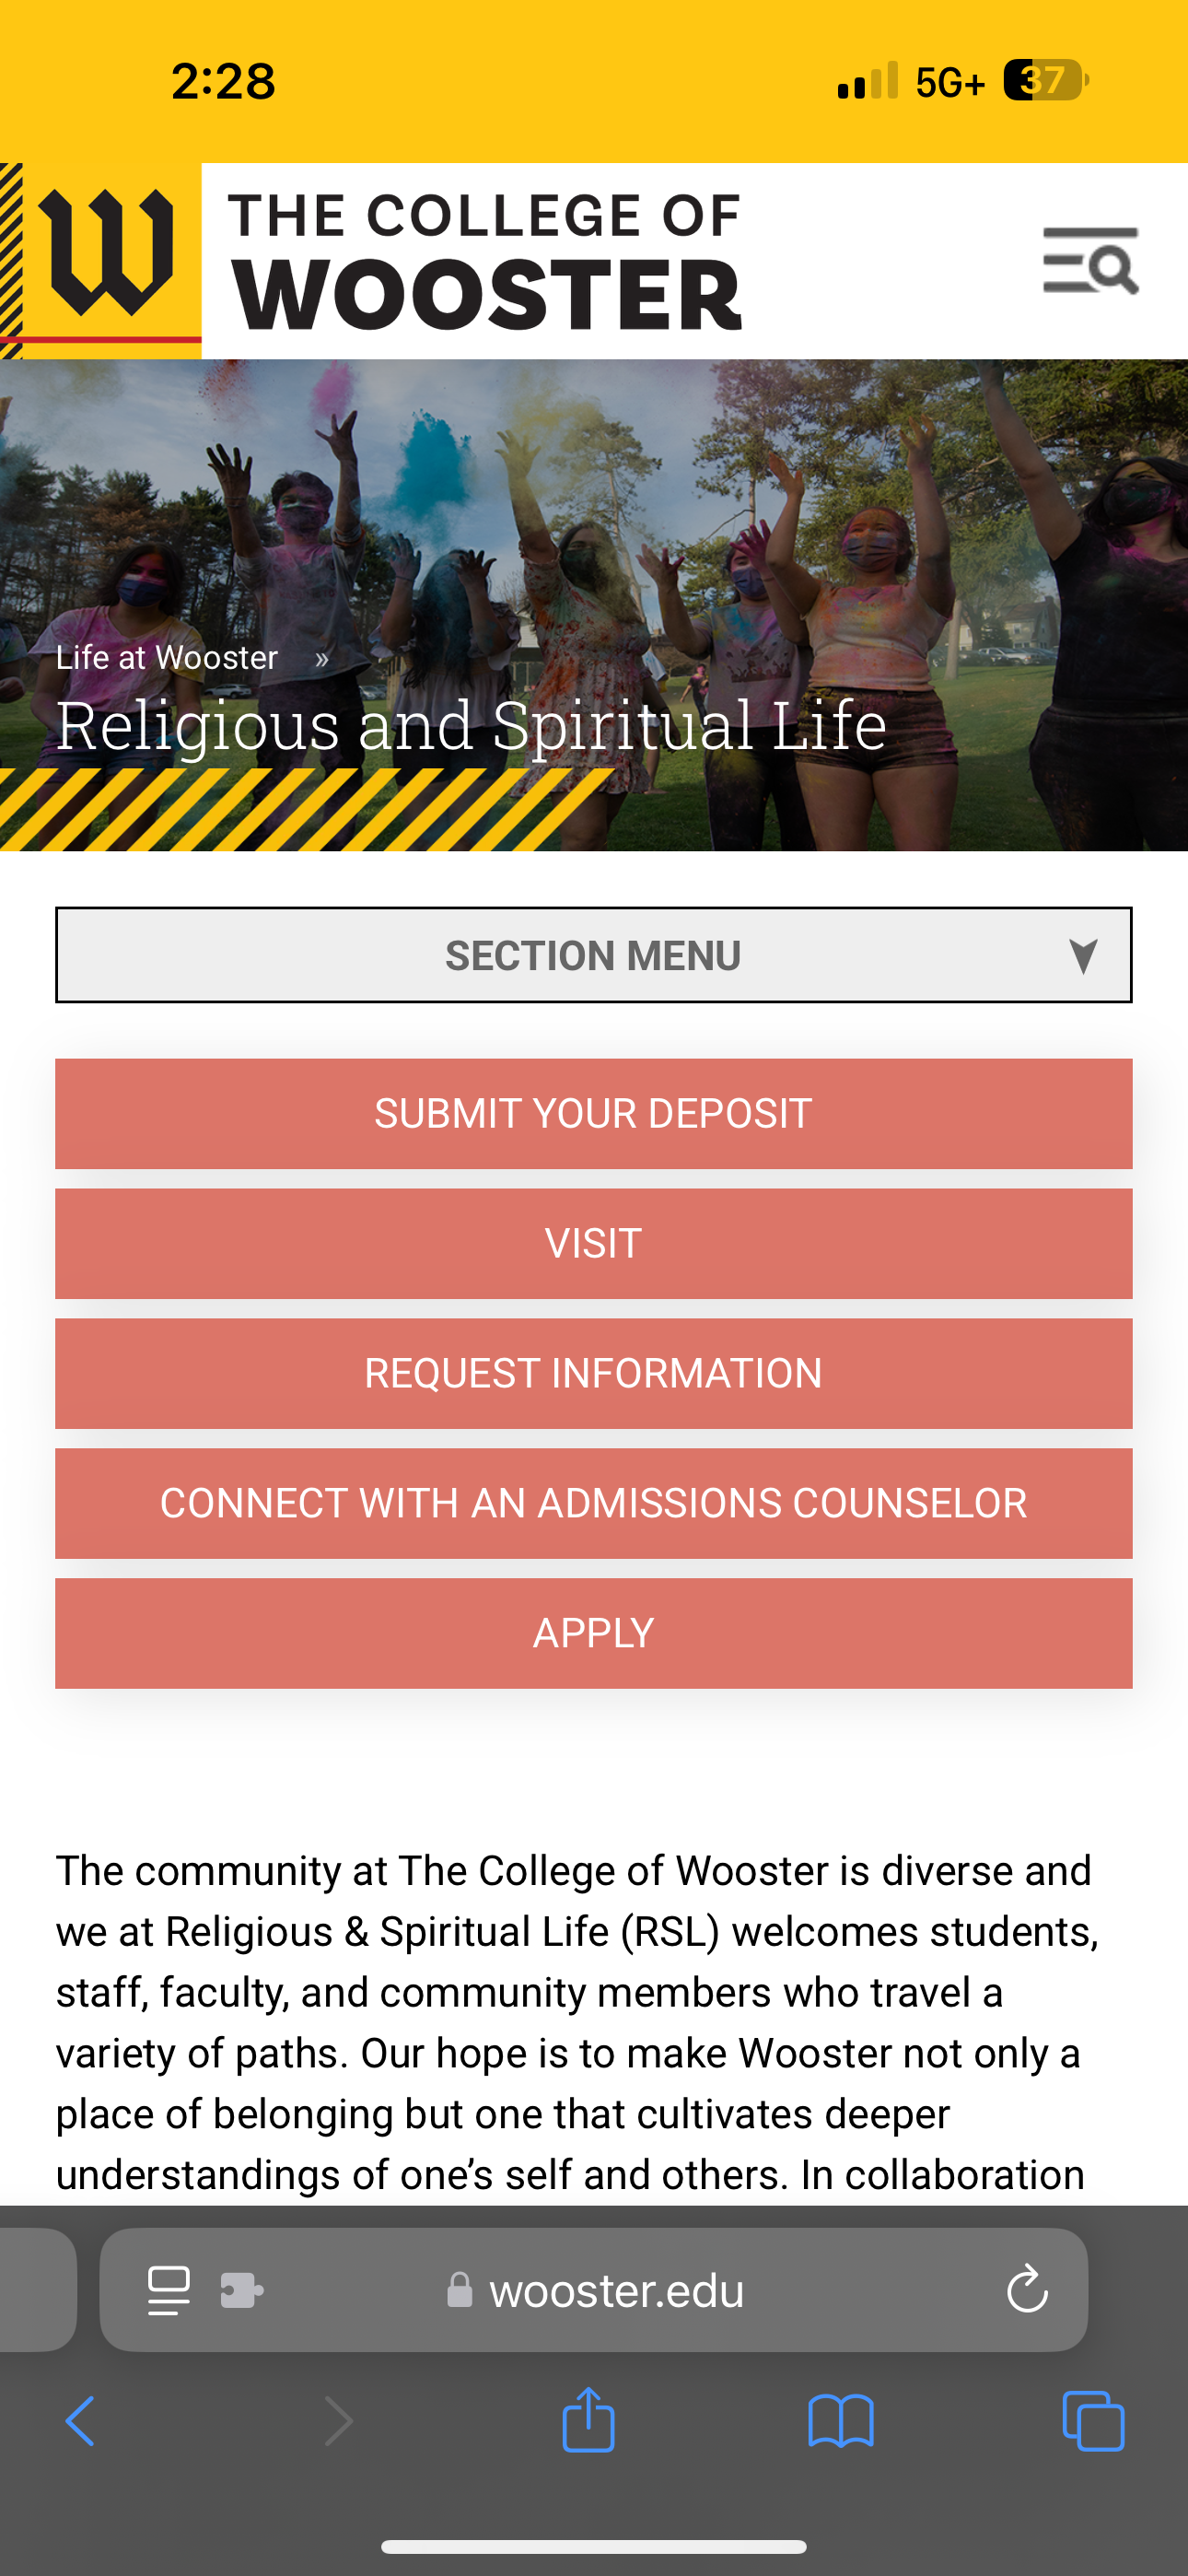 2:28
5G+
37
W
THE COLLEGE OF
WOOSTER
Life at Wooster »
Religious and Spiritual Life
SECTION MENU
SUBMIT YOUR DEPOSIT
VISIT
REQUEST INFORMATION
CONNECT WITH AN ADMISSIONS COUNSELOR
APPLY
The community at The College of Wooster is diverse and
we at Religious & Spiritual Life (RSL) welcomes students,
staff, faculty, and community members who travel a
variety of paths. Our hope is to make Wooster not only a
place of belonging but one that cultivates deeper
understandings of one’s self and others. In collaboration
wooster.edu